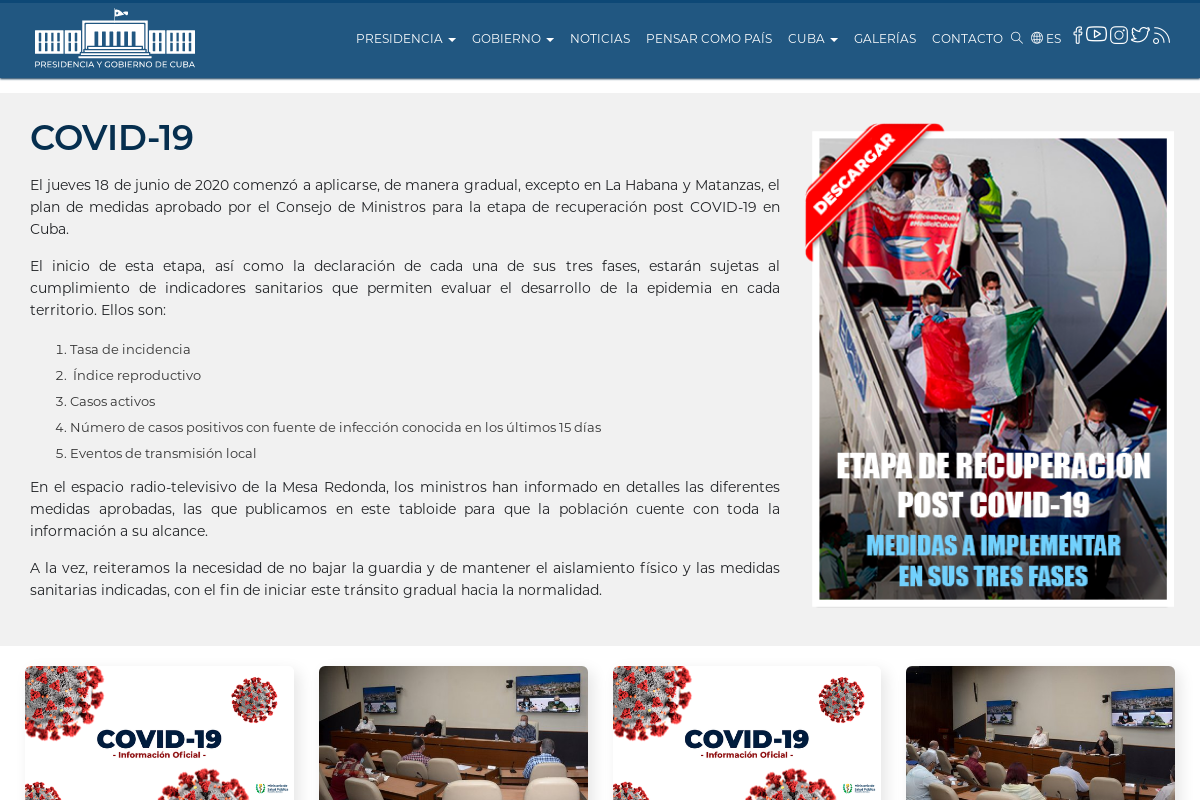 PRESIDENCIA Y GOBIERNO DE CUBA
PRESIDENCIA GOBIERNO NOTICIAS PENSAR COMO PAÍS CUBA GALERÍAS CONTACTO ES
COVID-19
El jueves 18 de junio de 2020 comenzó a aplicarse, de manera gradual, excepto en La Habana y Matanzas, el
plan de medidas aprobado por el Consejo de Ministros para la etapa de recuperación post COVID-19 en
Cuba.
El inicio de esta etapa, así como la declaración de cada una de sus tres fases, estarán sujetas al
cumplimiento de indicadores sanitarios que permiten evaluar el desarrollo de la epidemia en cada
territorio. Ellos son:
1. Tasa de incidencia
2. Índice reproductivo
3. Casos activos
4. Número de casos positivos con fuente de infección conocida en los últimos 15 días
5. Eventos de transmisión local
En el espacio radio-televisivo de la Mesa Redonda, los ministros han informado en detalles las diferentes
medidas aprobadas, las que publicamos en este tabloide para que la población cuente con toda la
información a su alcance.
A la vez, reiteramos la necesidad de no bajar la guardia y de mantener el aislamiento físico y las medidas
sanitarias indicadas, con el fin de iniciar este tránsito gradual hacia la normalidad.
DESCARGAR
#MédicosDeCuba
ETAPA DE RECUPERACIÓN
POST COVID-19
MEDIDAS A IMPLEMENTAR
EN SUS TRES FASES
COVID-19
- Información Oficial -
COVID-19
- Información Oficial -